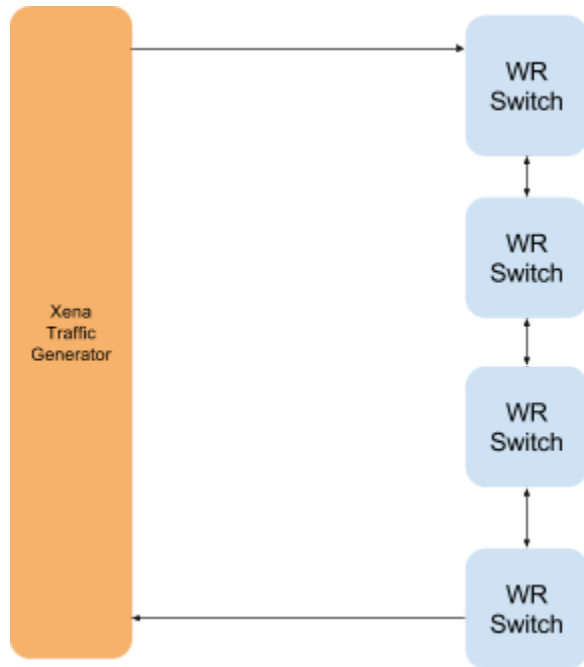 WR
Switch
WR
Switch
Xena
Traffic
Generator
WR
Switch
WR
Switch